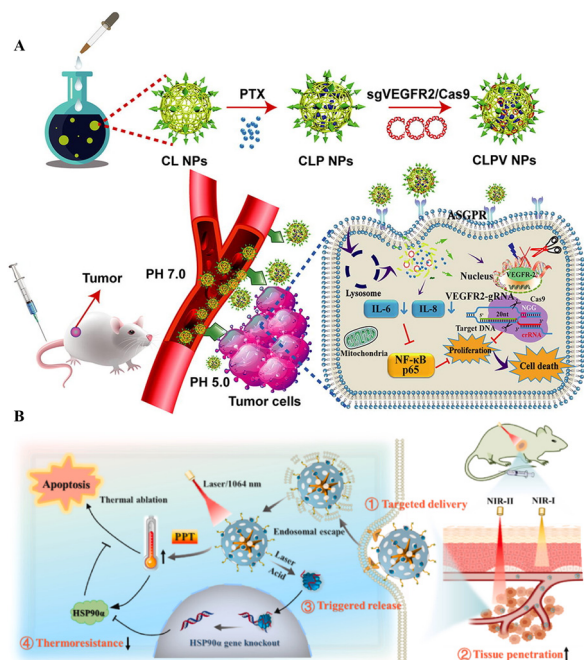 A
PTX
sgVEGFR2/Cas9
CL NPs
CLP NPs
CLPV NPs
ASGPR
PH 7.0
Tumor
Lysosome
Nucleus
VEGFR-2
VEGFR2-gRNA
Cas9
IL-6
IL-8
NGG
5'
20nt
Target DNA
crRNA
Mitochondria
NF-κB
p65
Proliferation
Cell death
PH 5.0
Tumor cells
B
Apoptosis
Laser/1064 nm
Thermal ablation
PPT
Endosomal escape
① Targeted delivery
NIR-II
NIR-I
Laser
Acid
③ Triggered release
HSP90α
HSP90α gene knockout
④ Thermoresistance
② Tissue penetration